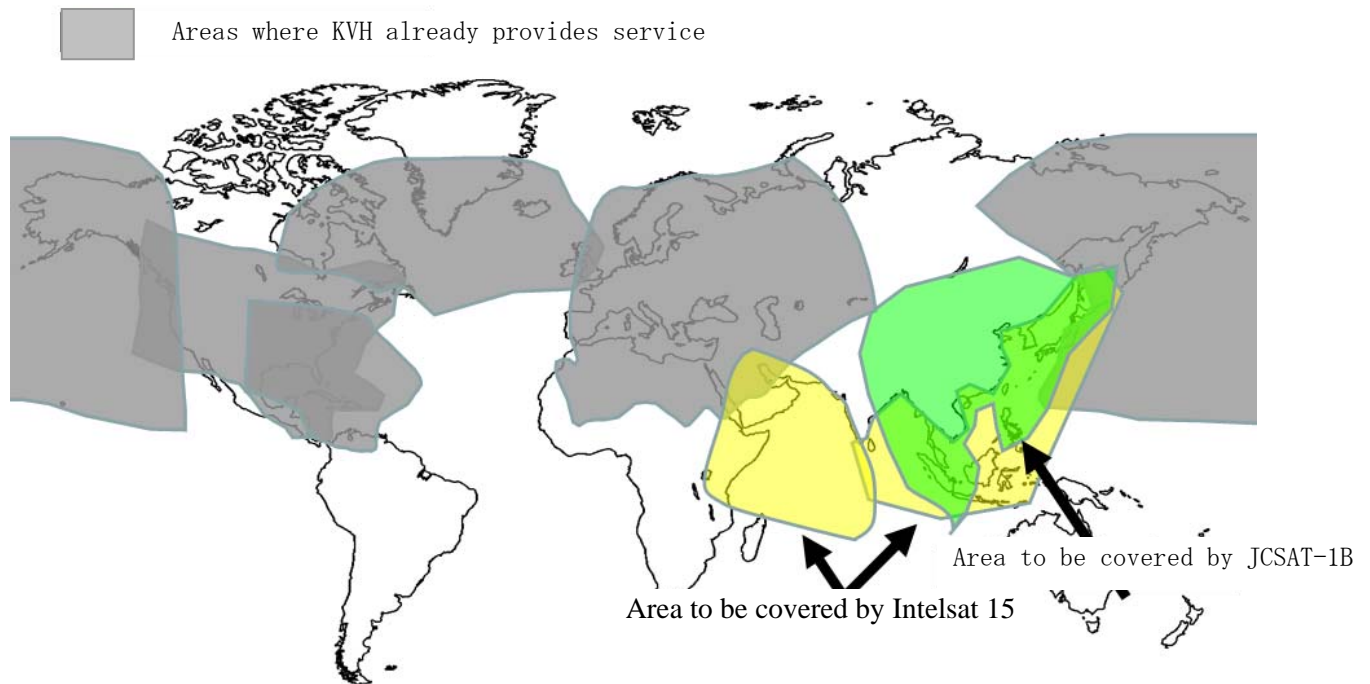 Areas where KVH already provides service
Area to be covered by JCSAT-1B
Area to be covered by Intelsat 15